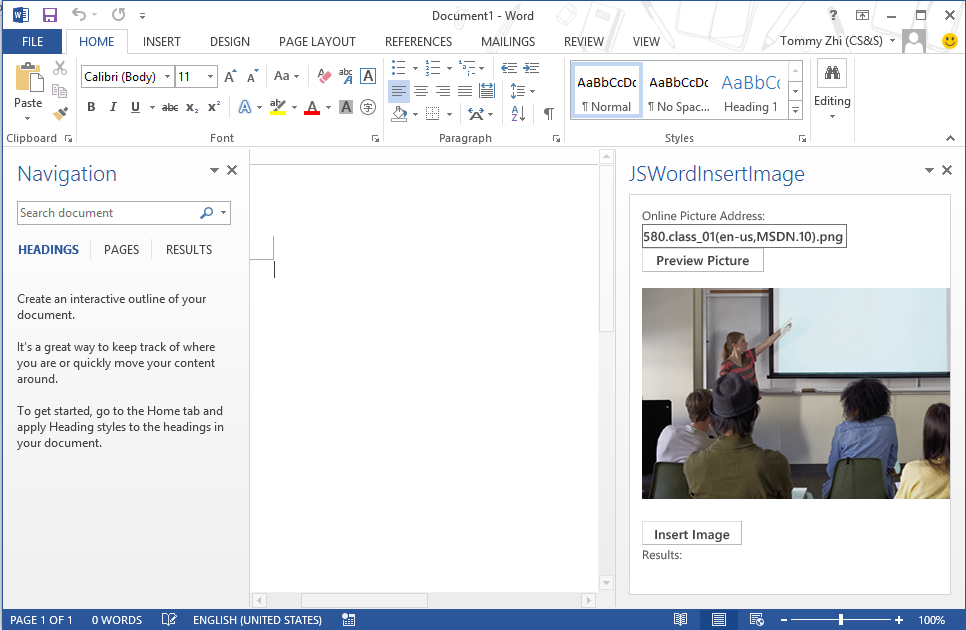 Document1 - Word
FILE HOME INSERT DESIGN PAGE LAYOUT REFERENCES MAILINGS REVIEW VIEW Tommy Zhi (CS&S)
Calibri (Body) 11 Aa
Paste
B I U abc x₂ x² A ab A A
AaBbCcDc AaBbCcDc AaBbCc
¶ Normal ¶ No Spac... Heading 1
Editing
Clipboard Font Paragraph Styles
Navigation
Search document
HEADINGS PAGES RESULTS
Create an interactive outline of your
document.
It's a great way to keep track of where
you are or quickly move your content
around.
To get started, go to the Home tab and
apply Heading styles to the headings in
your document.
JSWordInsertImage
Online Picture Address:
580.class_01(en-us,MSDN.10).png
Preview Picture
Insert Image
Results:
PAGE 1 OF 1 0 WORDS ENGLISH (UNITED STATES) 100%